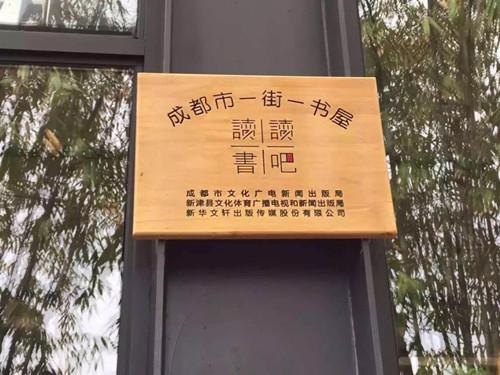 成都市一街一书屋
讀讀
書吧
成都市文化广电新闻出版局
新津县文化体育广播电视和新闻出版局
新华文轩出版传媒股份有限公司